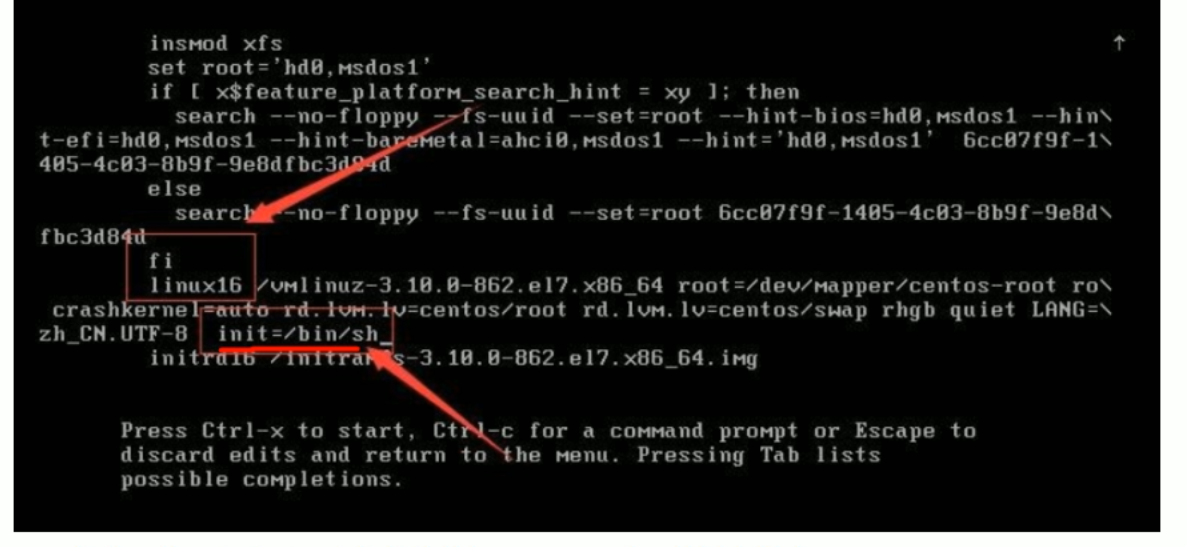 insmod xfs
set root='hd0,msdos1'
if [ x$feature_platform_search_hint = xy ]; then
search --no-floppy --fs-uuid --set=root --hint-bios=hd0,msdos1 --hin\
t-efi=hd0,msdos1 --hint-baremetal=ahci0,msdos1 --hint='hd0,msdos1' 6cc07f9f-1\
405-4c03-8b9f-9e8dfbc3d84d
else
search --no-floppy --fs-uuid --set=root 6cc07f9f-1405-4c03-8b9f-9e8d\
fbc3d84d
fi
linux16 /vmlinuz-3.10.0-862.el7.x86_64 root=/dev/mapper/centos-root ro\
crashkernel=auto rd.lvm.lv=centos/root rd.lvm.lv=centos/swap rhgb quiet LANG=\
zh_CN.UTF-8 init=/bin/sh_
initrd16 /initramfs-3.10.0-862.el7.x86_64.img
Press Ctrl-x to start, Ctrl-c for a command prompt or Escape to
discard edits and return to the menu. Pressing Tab lists
possible completions.